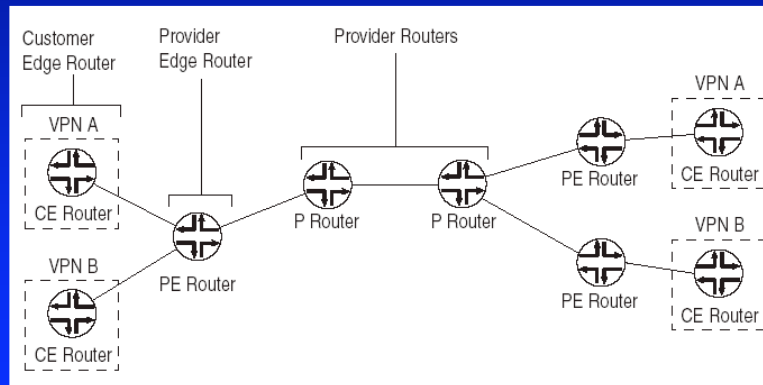 Customer
Edge Router
Provider
Edge Router
Provider Routers
VPN A
CE Router
VPN B
CE Router
PE Router
P Router
P Router
PE Router
PE Router
VPN A
CE Router
VPN B
CE Router